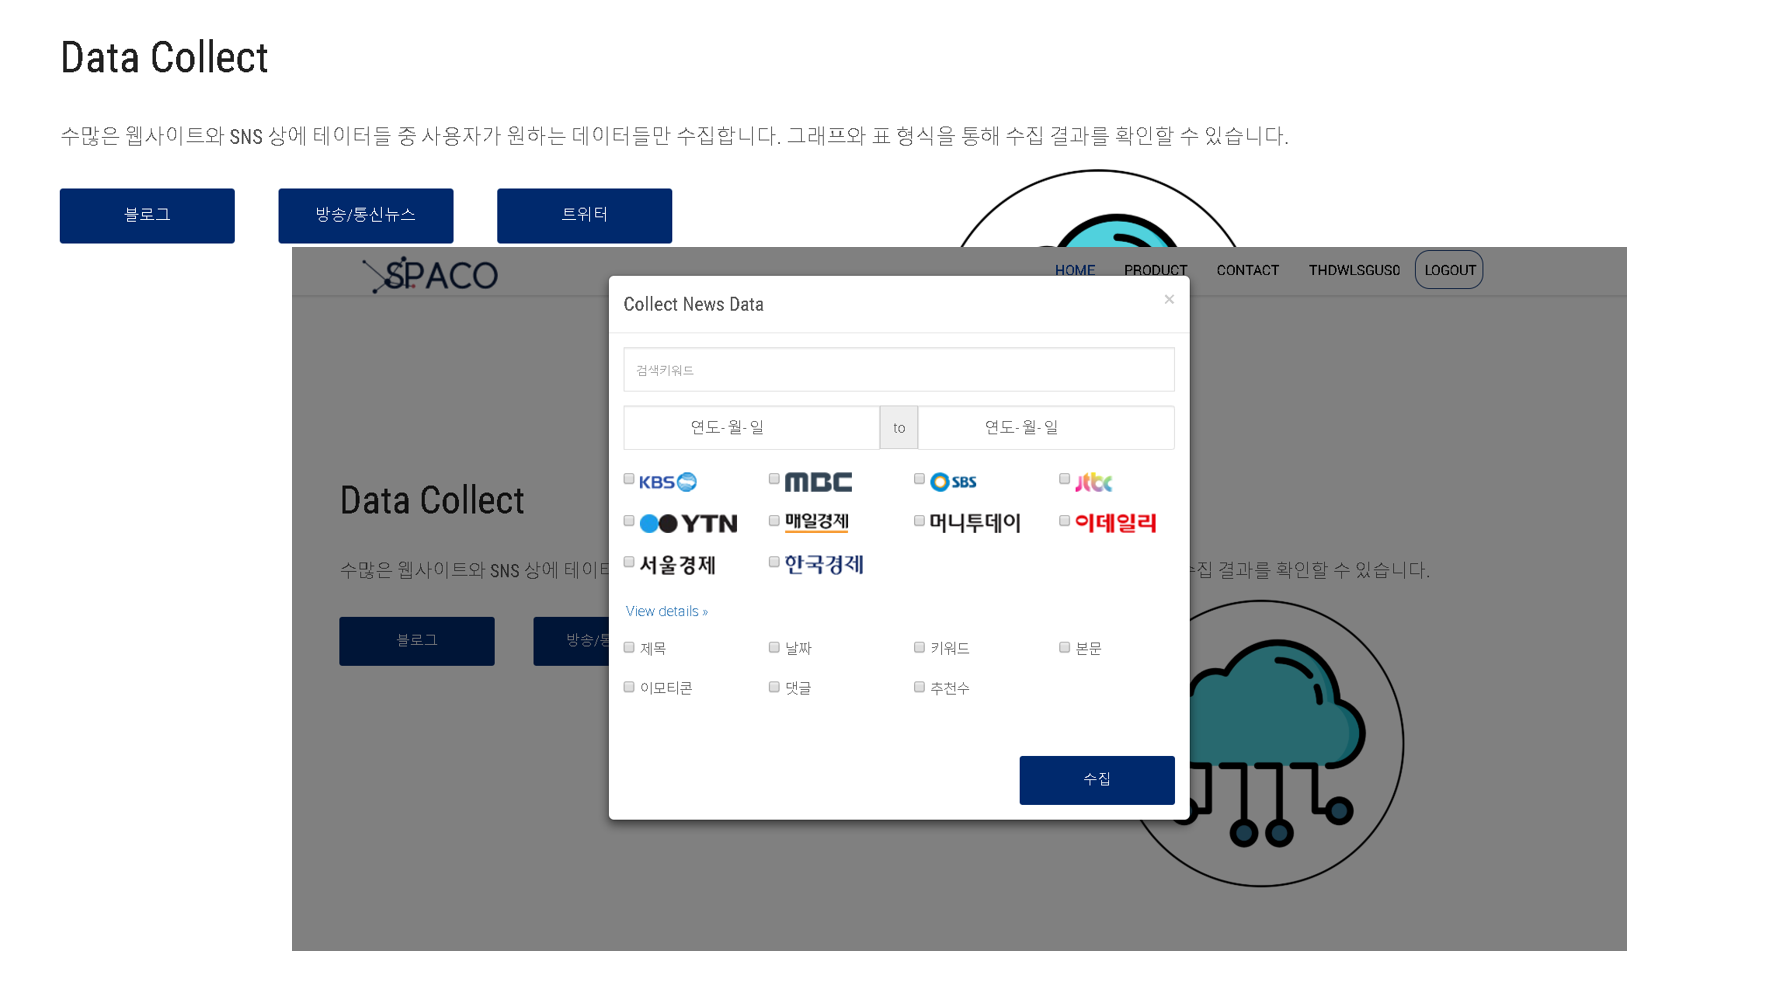 Data Collect
수많은 웹사이트와 SNS 상에 테이터들 중 사용자가 원하는 데이터들만 수집합니다. 그래프와 표 형식을 통해 수집 결과를 확인할 수 있습니다.
블로그 방송/통신뉴스 트위터
SPACO HOME PRODUCT CONTACT THDWLSGUS0 LOGOUT
Collect News Data ×
검색키워드
연도-월-일 to 연도-월-일
KBS MBC SBS jtbc
YTN 매일경제 머니투데이 이데일리
서울경제 한국경제
View details »
제목 날짜 키워드 본문
이모티콘 댓글 추천수
수집
Data Collect
수많은 웹사이트와 SNS 상에 테이터 수집 결과를 확인할 수 있습니다.
블로그 방송/통